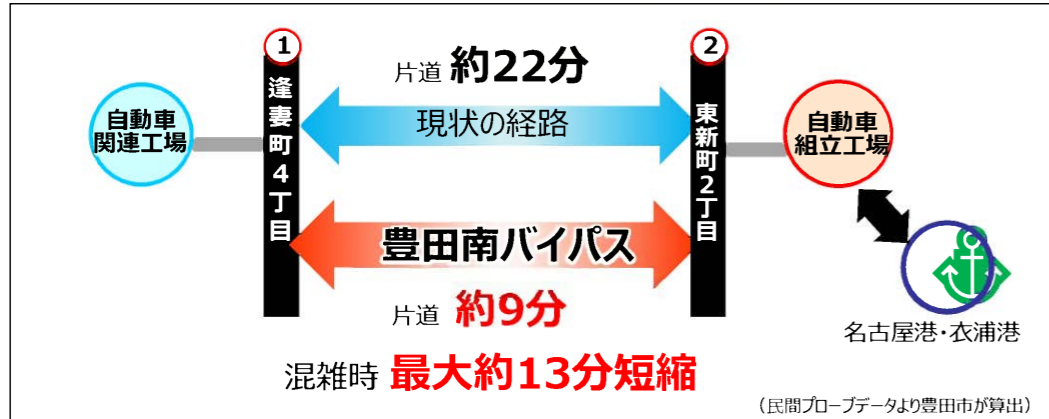 ①
逢妻町4丁目
片道 約22分
現状の経路
②
東新町2丁目
自動車
関連工場
自動車
組立工場
豊田南バイパス
片道 約9分
混雑時 最大約13分短縮
名古屋港・衣浦港
（民間プローブデータより豊田市が算出）